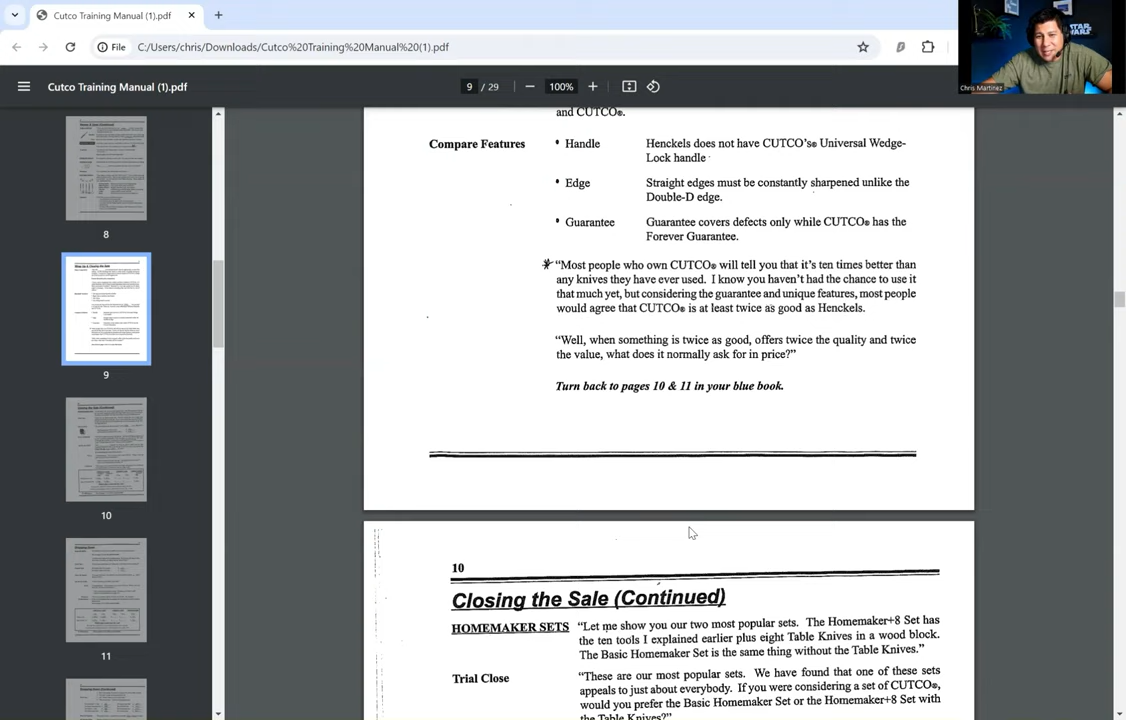 Cutco Training Manual (1).pdf
File
C:/Users/chris/Downloads/Cutco%20Training%20Manual%20(1).pdf
STAR
WARS
Chris Martinez
Cutco Training Manual (1).pdf
9 / 29
100%
8
9
10
11
and CUTCO®.
Compare Features
• Handle
Henckels does not have CUTCO's® Universal Wedge-
Lock handle
• Edge
Straight edges must be constantly sharpened unlike the
Double-D edge.
• Guarantee
Guarantee covers defects only while CUTCO® has the
Forever Guarantee.
* "Most people who own CUTCO® will tell you that it's ten times better than
any knives they have ever used. I know you haven't had the chance to use it
that much yet, but considering the guarantee and unique features, most people
would agree that CUTCO® is at least twice as good as Henckels.
"Well, when something is twice as good, offers twice the quality and twice
the value, what does it normally ask for in price?"
Turn back to pages 10 & 11 in your blue book.
10
Closing the Sale (Continued)
HOMEMAKER SETS
"Let me show you our two most popular sets. The Homemaker+8 Set has
the ten tools I explained earlier plus eight Table Knives in a wood block.
The Basic Homemaker Set is the same thing without the Table Knives."
Trial Close
"These are our most popular sets. We have found that one of these sets
appeals to just about everybody. If you were considering a set of CUTCO®,
would you prefer the Basic Homemaker Set or the Homemaker+8 Set with
the Table Knives?"